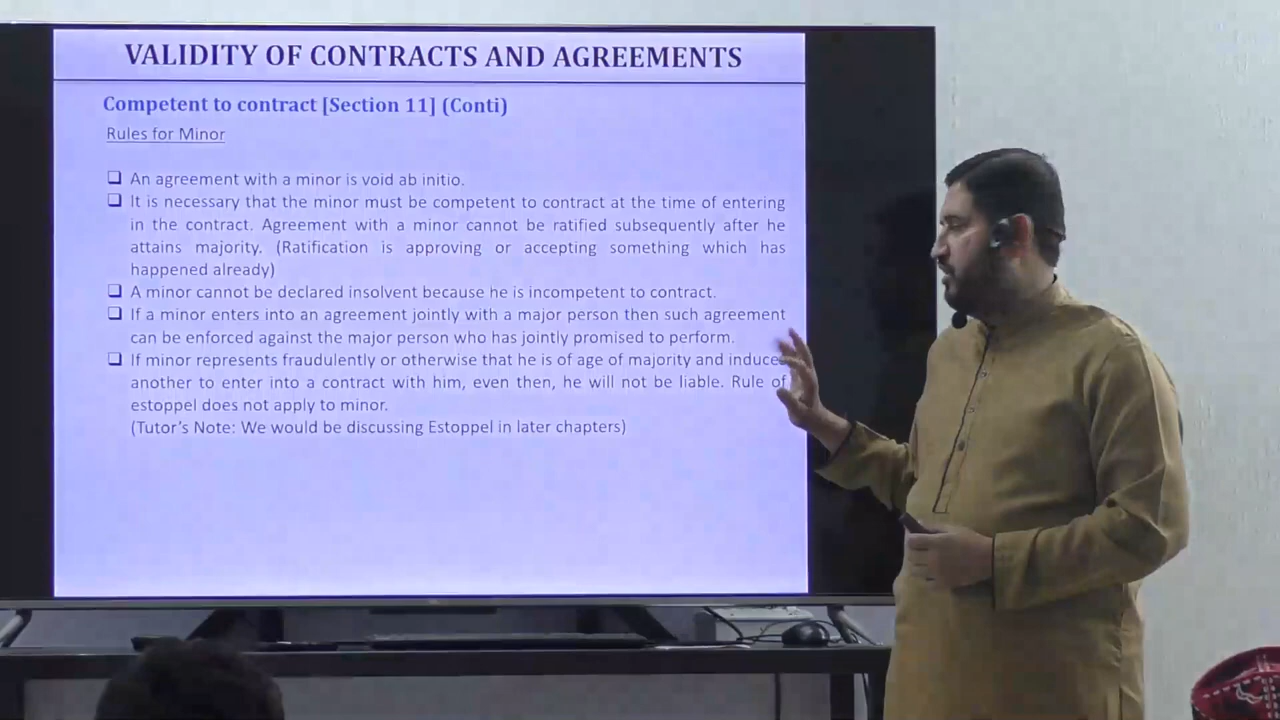 VALIDITY OF CONTRACTS AND AGREEMENTS
Competent to contract [Section 11] (Conti)
Rules for Minor
❑ An agreement with a minor is void ab initio.
❑ It is necessary that the minor must be competent to contract at the time of entering
in the contract. Agreement with a minor cannot be ratified subsequently after he
attains majority. (Ratification is approving or accepting something which has
happened already)
❑ A minor cannot be declared insolvent because he is incompetent to contract.
❑ If a minor enters into an agreement jointly with a major person then such agreement
can be enforced against the major person who has jointly promised to perform.
❑ If minor represents fraudulently or otherwise that he is of age of majority and induces
another to enter into a contract with him, even then, he will not be liable. Rule of
estoppel does not apply to minor.
(Tutor's Note: We would be discussing Estoppel in later chapters)